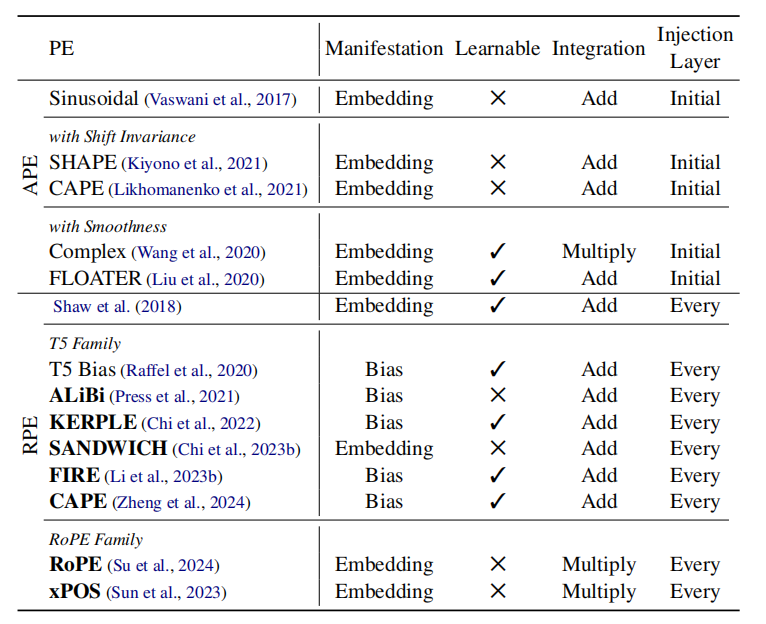 PE Manifestation Learnable Integration Injection Layer
APE
Sinusoidal (Vaswani et al., 2017) Embedding ✕ Add Initial
with Shift Invariance
SHAPE (Kiyono et al., 2021) Embedding ✕ Add Initial
CAPE (Likhomanenko et al., 2021) Embedding ✕ Add Initial
with Smoothness
Complex (Wang et al., 2020) Embedding ✓ Multiply Initial
FLOATER (Liu et al., 2020) Embedding ✓ Add Initial
RPE
Shaw et al. (2018) Embedding ✓ Add Every
T5 Family
T5 Bias (Raffel et al., 2020) Bias ✓ Add Every
ALiBi (Press et al., 2021) Bias ✕ Add Every
KERPLE (Chi et al., 2022) Bias ✓ Add Every
SANDWICH (Chi et al., 2023b) Embedding ✕ Add Every
FIRE (Li et al., 2023b) Bias ✓ Add Every
CAPE (Zheng et al., 2024) Bias ✓ Add Every
RoPE Family
RoPE (Su et al., 2024) Embedding ✕ Multiply Every
xPOS (Sun et al., 2023) Embedding ✕ Multiply Every